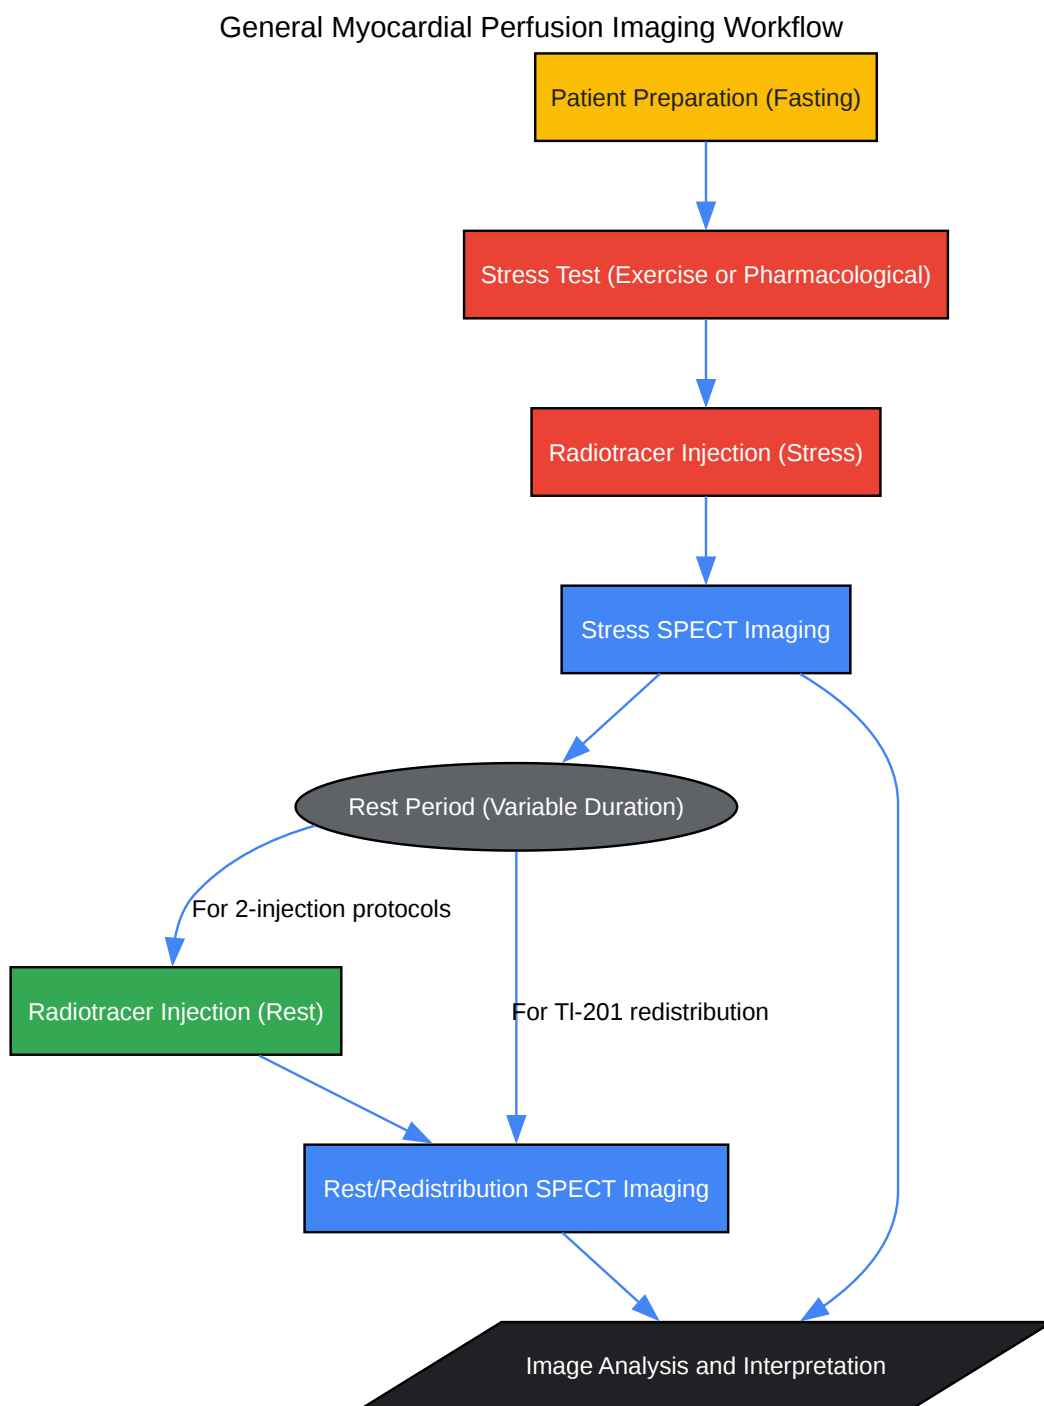 General Myocardial Perfusion Imaging Workflow
Patient Preparation (Fasting)
Stress Test (Exercise or Pharmacological)
Radiotracer Injection (Stress)
Stress SPECT Imaging
Rest Period (Variable Duration)
For 2-injection protocols
Radiotracer Injection (Rest)
For Tl-201 redistribution
Rest/Redistribution SPECT Imaging
Image Analysis and Interpretation